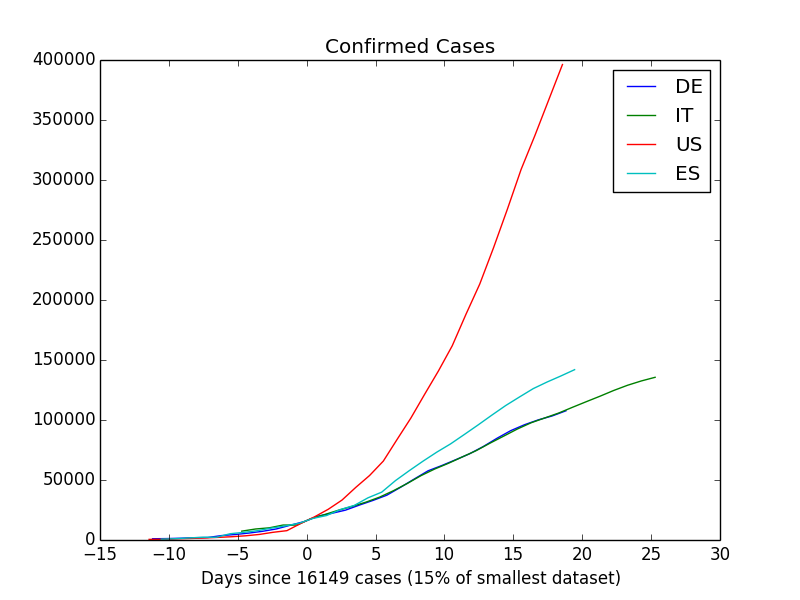 Confirmed Cases
400000
350000
300000
250000
200000
150000
100000
50000
0
DE
IT
US
ES
−15 −10 −5 0 5 10 15 20 25 30
Days since 16149 cases (15% of smallest dataset)